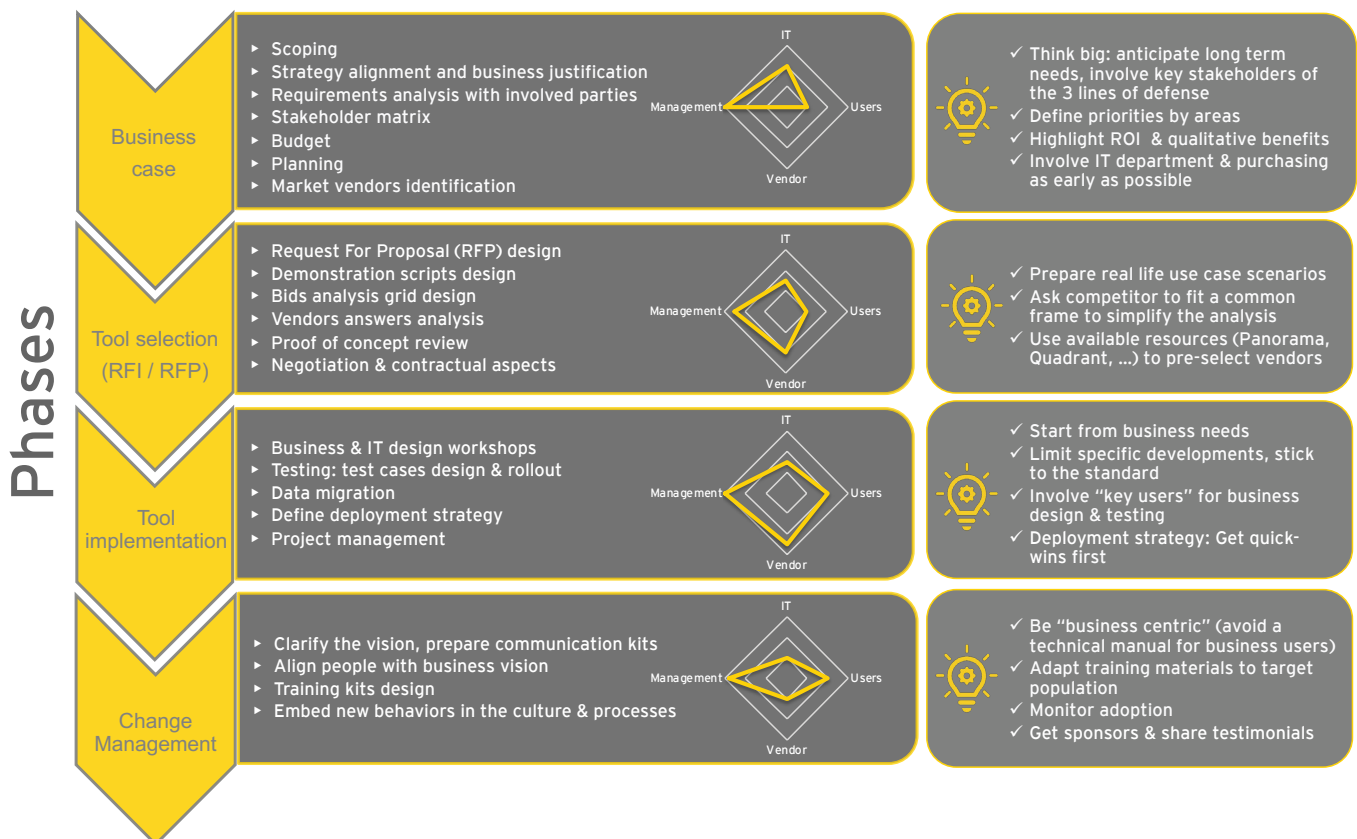 Phases
Business
case
Scoping
Strategy alignment and business justification
Requirements analysis with involved parties
Stakeholder matrix
Budget
Planning
Market vendors identification
IT
Management
Users
Vendor
✓ Think big: anticipate long term
needs, involve key stakeholders of
the 3 lines of defense
✓ Define priorities by areas
✓ Highlight ROI & qualitative benefits
✓ Involve IT department & purchasing
as early as possible
Tool selection
(RFI / RFP)
Request For Proposal (RFP) design
Demonstration scripts design
Bids analysis grid design
Vendors answers analysis
Proof of concept review
Negotiation & contractual aspects
IT
Management
Users
Vendor
✓ Prepare real life use case scenarios
✓ Ask competitor to fit a common
frame to simplify the analysis
✓ Use available resources (Panorama,
Quadrant, …) to pre-select vendors
Tool
implementation
Business & IT design workshops
Testing: test cases design & rollout
Data migration
Define deployment strategy
Project management
IT
Management
Users
Vendor
✓ Start from business needs
✓ Limit specific developments, stick
to the standard
✓ Involve “key users” for business
design & testing
✓ Deployment strategy: Get quick-
wins first
Change
Management
Clarify the vision, prepare communication kits
Align people with business vision
Training kits design
Embed new behaviors in the culture & processes
IT
Management
Users
Vendor
✓ Be “business centric” (avoid a
technical manual for business users)
✓ Adapt training materials to target
population
✓ Monitor adoption
✓ Get sponsors & share testimonials